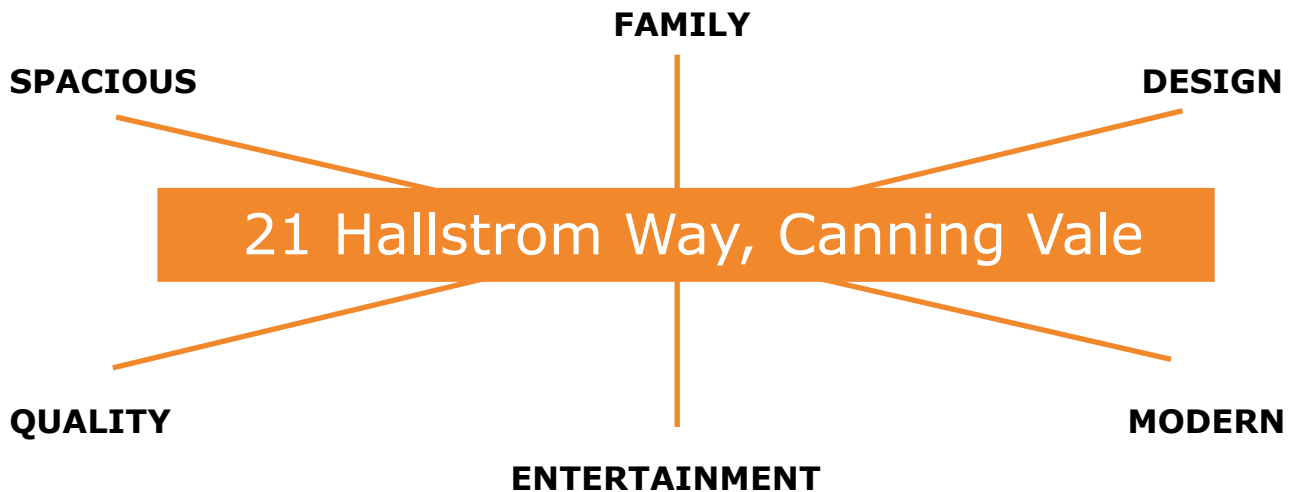 FAMILY
SPACIOUS
DESIGN
21 Hallstrom Way, Canning Vale
QUALITY
MODERN
ENTERTAINMENT